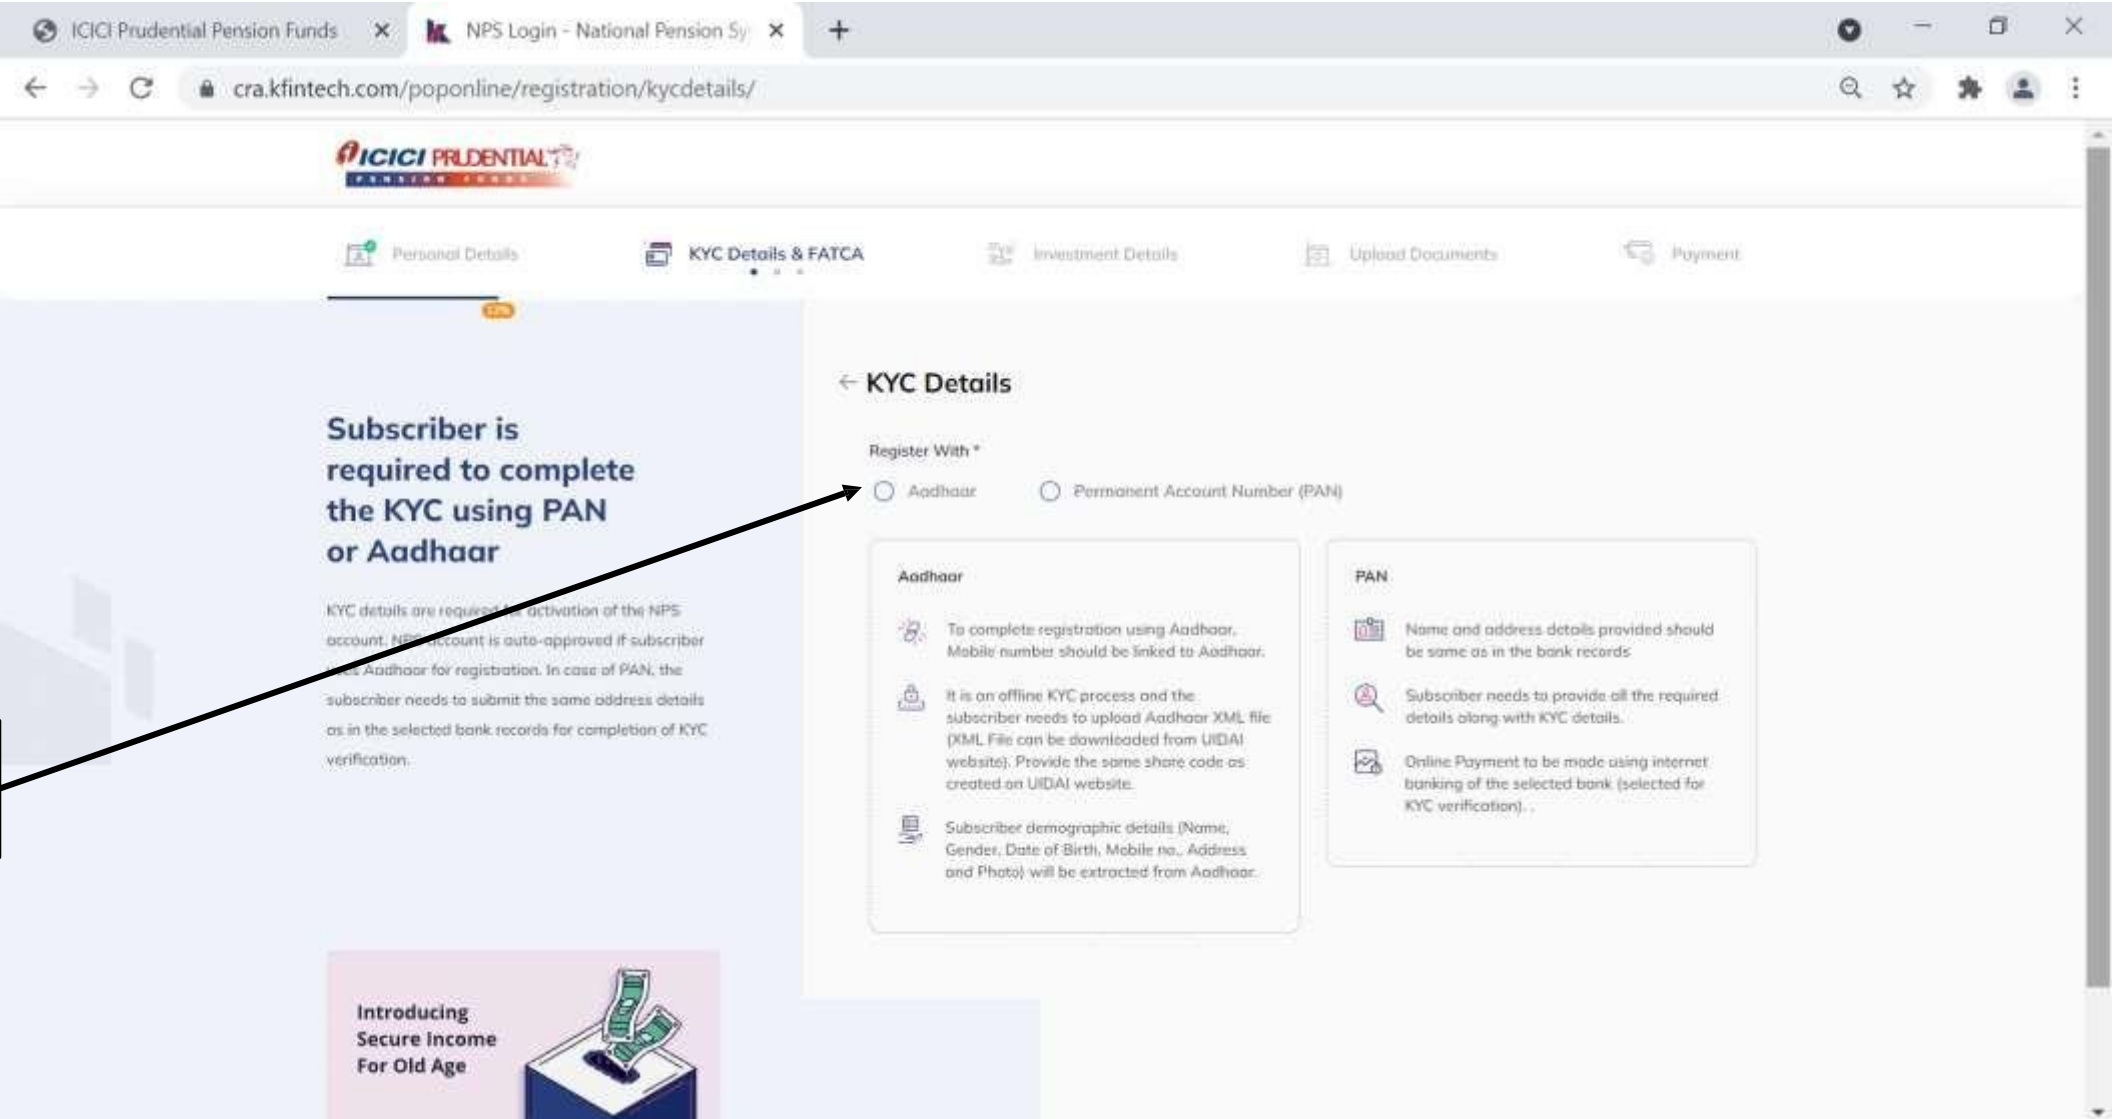 ICICI Prudential Pension Funds
NPS Login - National Pension Sy
cra.kfintech.com/poponline/registration/kycdetails/
ICICI PRUDENTIAL
PENSION FUNDS
Personal Details
KYC Details & FATCA
Investment Details
Upload Documents
Payment
Subscriber is
required to complete
the KYC using PAN
or Aadhaar
KYC details are required activation of the NPS
account. NPS account is auto-approved if subscriber
Aadhaar for registration. In case of PAN, the
subscriber needs to submit the same address details
as in the selected bank records for completion of KYC
verification.
Introducing
Secure Income
For Old Age
← KYC Details
Register With *
Aadhaar
Permanent Account Number (PAN)
Aadhaar
To complete registration using Aadhaar,
Mobile number should be linked to Aadhaar.
It is an offline KYC process and the
subscriber needs to upload Aadhaar XML file
(XML File can be downloaded from UIDAI
website). Provide the same share code as
created on UIDAI website.
Subscriber demographic details (Name,
Gender, Date of Birth, Mobile no., Address
and Photo) will be extracted from Aadhaar.
PAN
Name and address details provided should
be same as in the bank records
Subscriber needs to provide all the required
details along with KYC details.
Online Payment to be made using internet
banking of the selected bank (selected for
KYC verification). .